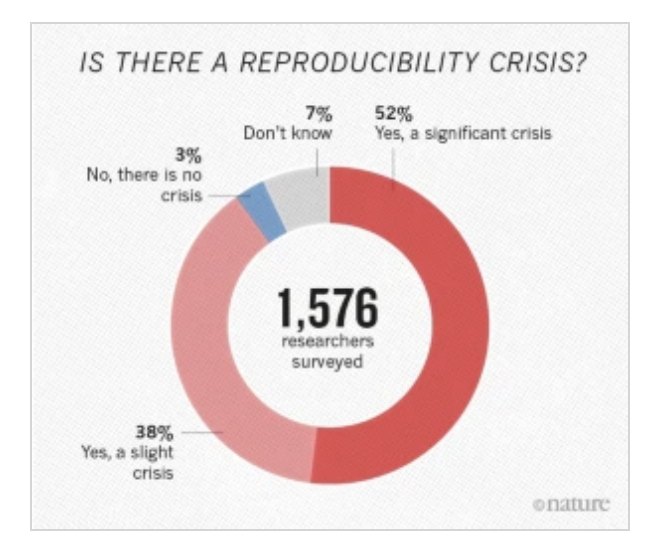 IS THERE A REPRODUCIBILITY CRISIS?
7%
Don't know
52%
Yes, a significant crisis
3%
No, there is no
crisis
1,576
researchers
surveyed
38%
Yes, a slight
crisis
©nature